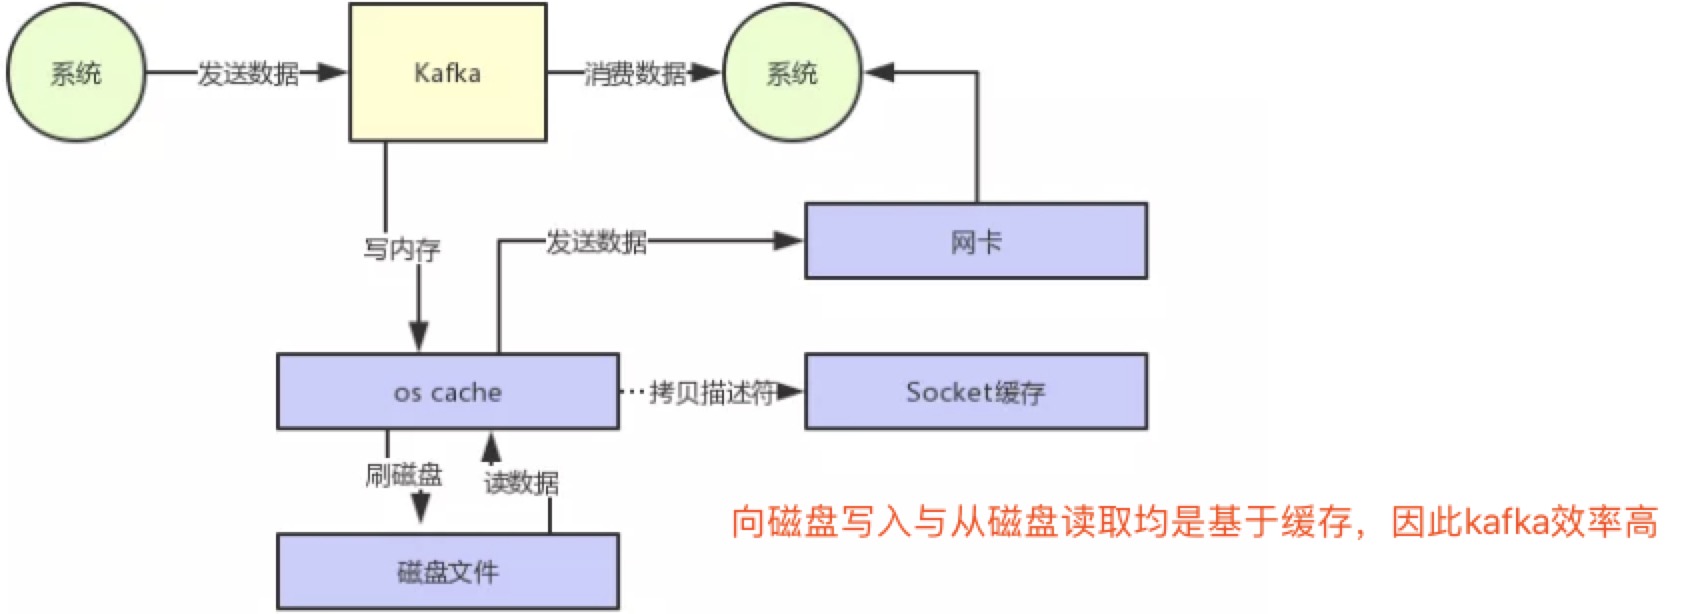 系统
发送数据
Kafka
消费数据
系统
写内存
发送数据
网卡
os cache
拷贝描述符
Socket缓存
刷磁盘
读数据
向磁盘写入与从磁盘读取均是基于缓存，因此kafka效率高
磁盘文件